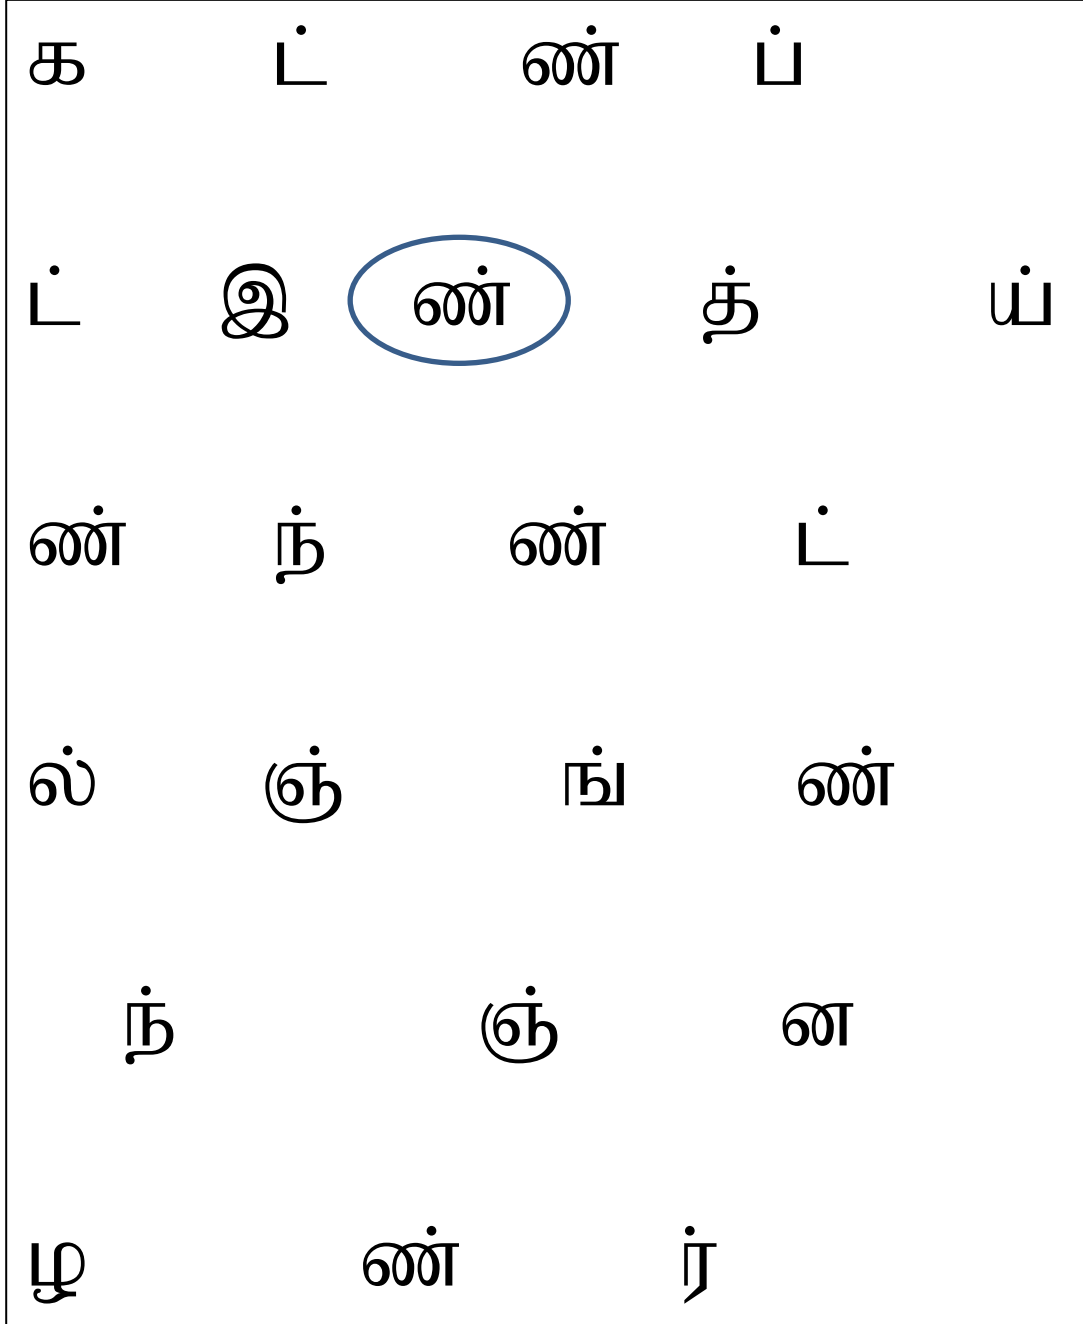 க ட் ண் ப்
ட் இ ண் த் ய்
ண் ந் ண் ட்
ல் ஞ் ங் ண்
ந் ஞ் ன
ழ ண் ர்